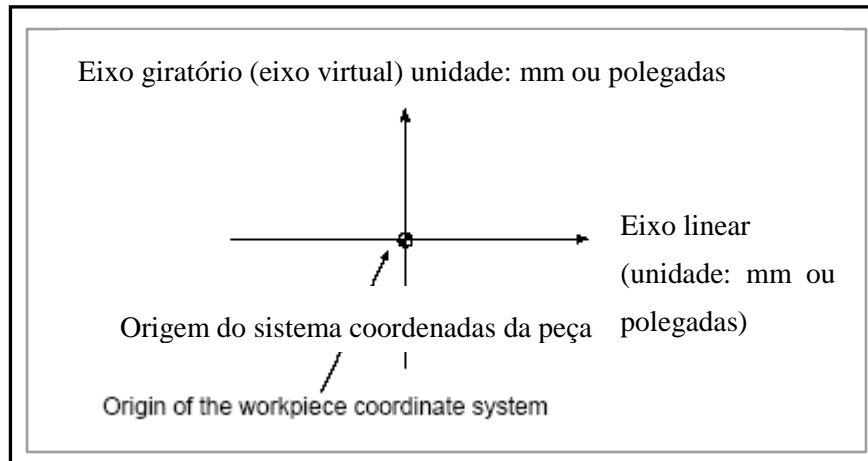 Eixo giratório (eixo virtual) unidade: mm ou polegadas
Eixo linear
(unidade: mm ou
polegadas)
Origem do sistema coordenadas da peça
Origin of the workpiece coordinate system